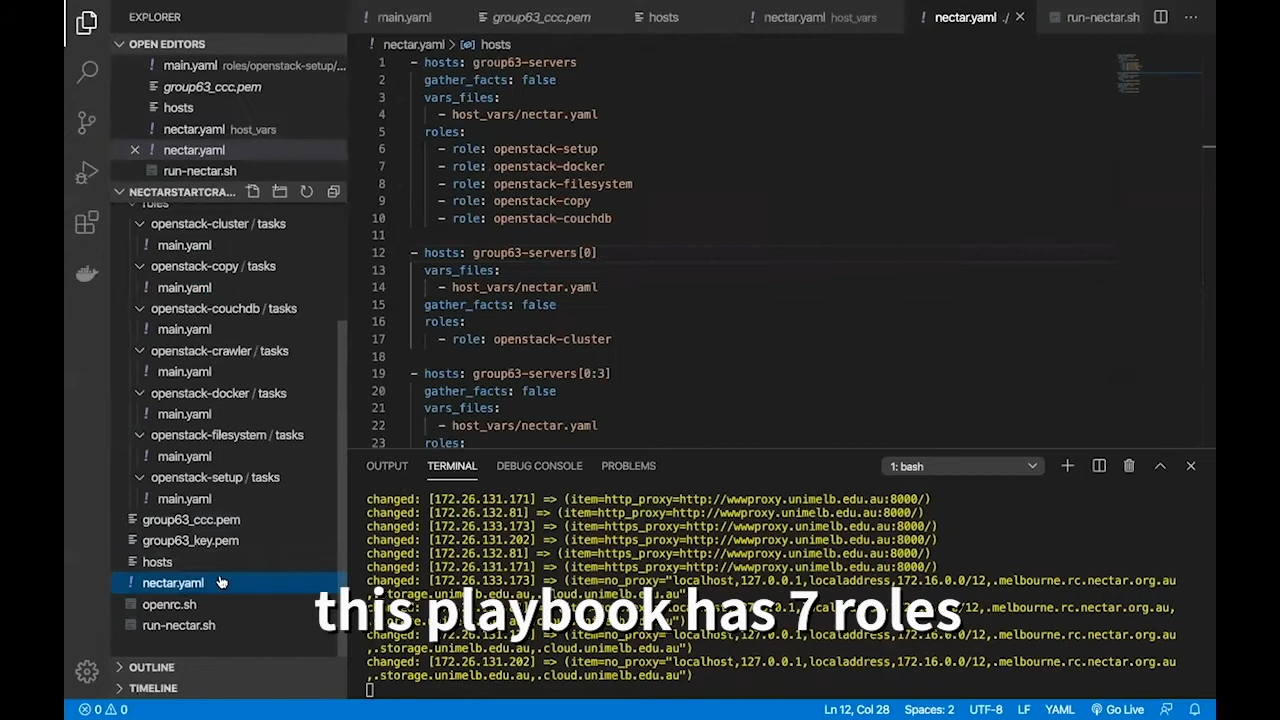 EXPLORER
OPEN EDITORS
main.yaml roles/openstack-setup/...
group63_ccc.pem
hosts
nectar.yaml host_vars
nectar.yaml
run-nectar.sh
NECTARSTARTCRA...
roles
openstack-cluster / tasks
main.yaml
openstack-copy / tasks
main.yaml
openstack-couchdb / tasks
main.yaml
openstack-crawler / tasks
main.yaml
openstack-docker / tasks
main.yaml
openstack-filesystem / tasks
main.yaml
openstack-setup / tasks
main.yaml
group63_ccc.pem
group63_key.pem
hosts
nectar.yaml
openrc.sh
run-nectar.sh
OUTLINE
TIMELINE
main.yaml group63_ccc.pem hosts nectar.yaml host_vars nectar.yaml ./ run-nectar.sh
nectar.yaml > hosts
1 - hosts: group63-servers
2 gather_facts: false
3 vars_files:
4 - host_vars/nectar.yaml
5 roles:
6 - role: openstack-setup
7 - role: openstack-docker
8 - role: openstack-filesystem
9 - role: openstack-copy
10 - role: openstack-couchdb
11
12 - hosts: group63-servers[0]
13 vars_files:
14 - host_vars/nectar.yaml
15 gather_facts: false
16 roles:
17 - role: openstack-cluster
18
19 - hosts: group63-servers[0:3]
20 gather_facts: false
21 vars_files:
22 - host_vars/nectar.yaml
23 roles:
OUTPUT TERMINAL DEBUG CONSOLE PROBLEMS 1: bash
changed: [172.26.131.171] => (item=http_proxy=http://wwwproxy.unimelb.edu.au:8000/)
changed: [172.26.132.81] => (item=http_proxy=http://wwwproxy.unimelb.edu.au:8000/)
changed: [172.26.133.173] => (item=https_proxy=http://wwwproxy.unimelb.edu.au:8000/)
changed: [172.26.131.202] => (item=https_proxy=http://wwwproxy.unimelb.edu.au:8000/)
changed: [172.26.132.81] => (item=https_proxy=http://wwwproxy.unimelb.edu.au:8000/)
changed: [172.26.131.171] => (item=https_proxy=http://wwwproxy.unimelb.edu.au:8000/)
changed: [172.26.133.173] => (item=no_proxy="localhost,127.0.0.1,localaddress,172.16.0.0/12,.melbourne.rc.nectar.org.au
this playbook has 7 roles
,.storage.unimelb.edu.au,.cloud.unimelb.edu.au")
changed: [172.26.131.202] => (item=no_proxy="localhost,127.0.0.1,localaddress,172.16.0.0/12,.melbourne.rc.nectar.org.au
,.storage.unimelb.edu.au,.cloud.unimelb.edu.au")
0 0
Ln 12, Col 28 Spaces: 2 UTF-8 LF YAML Go Live